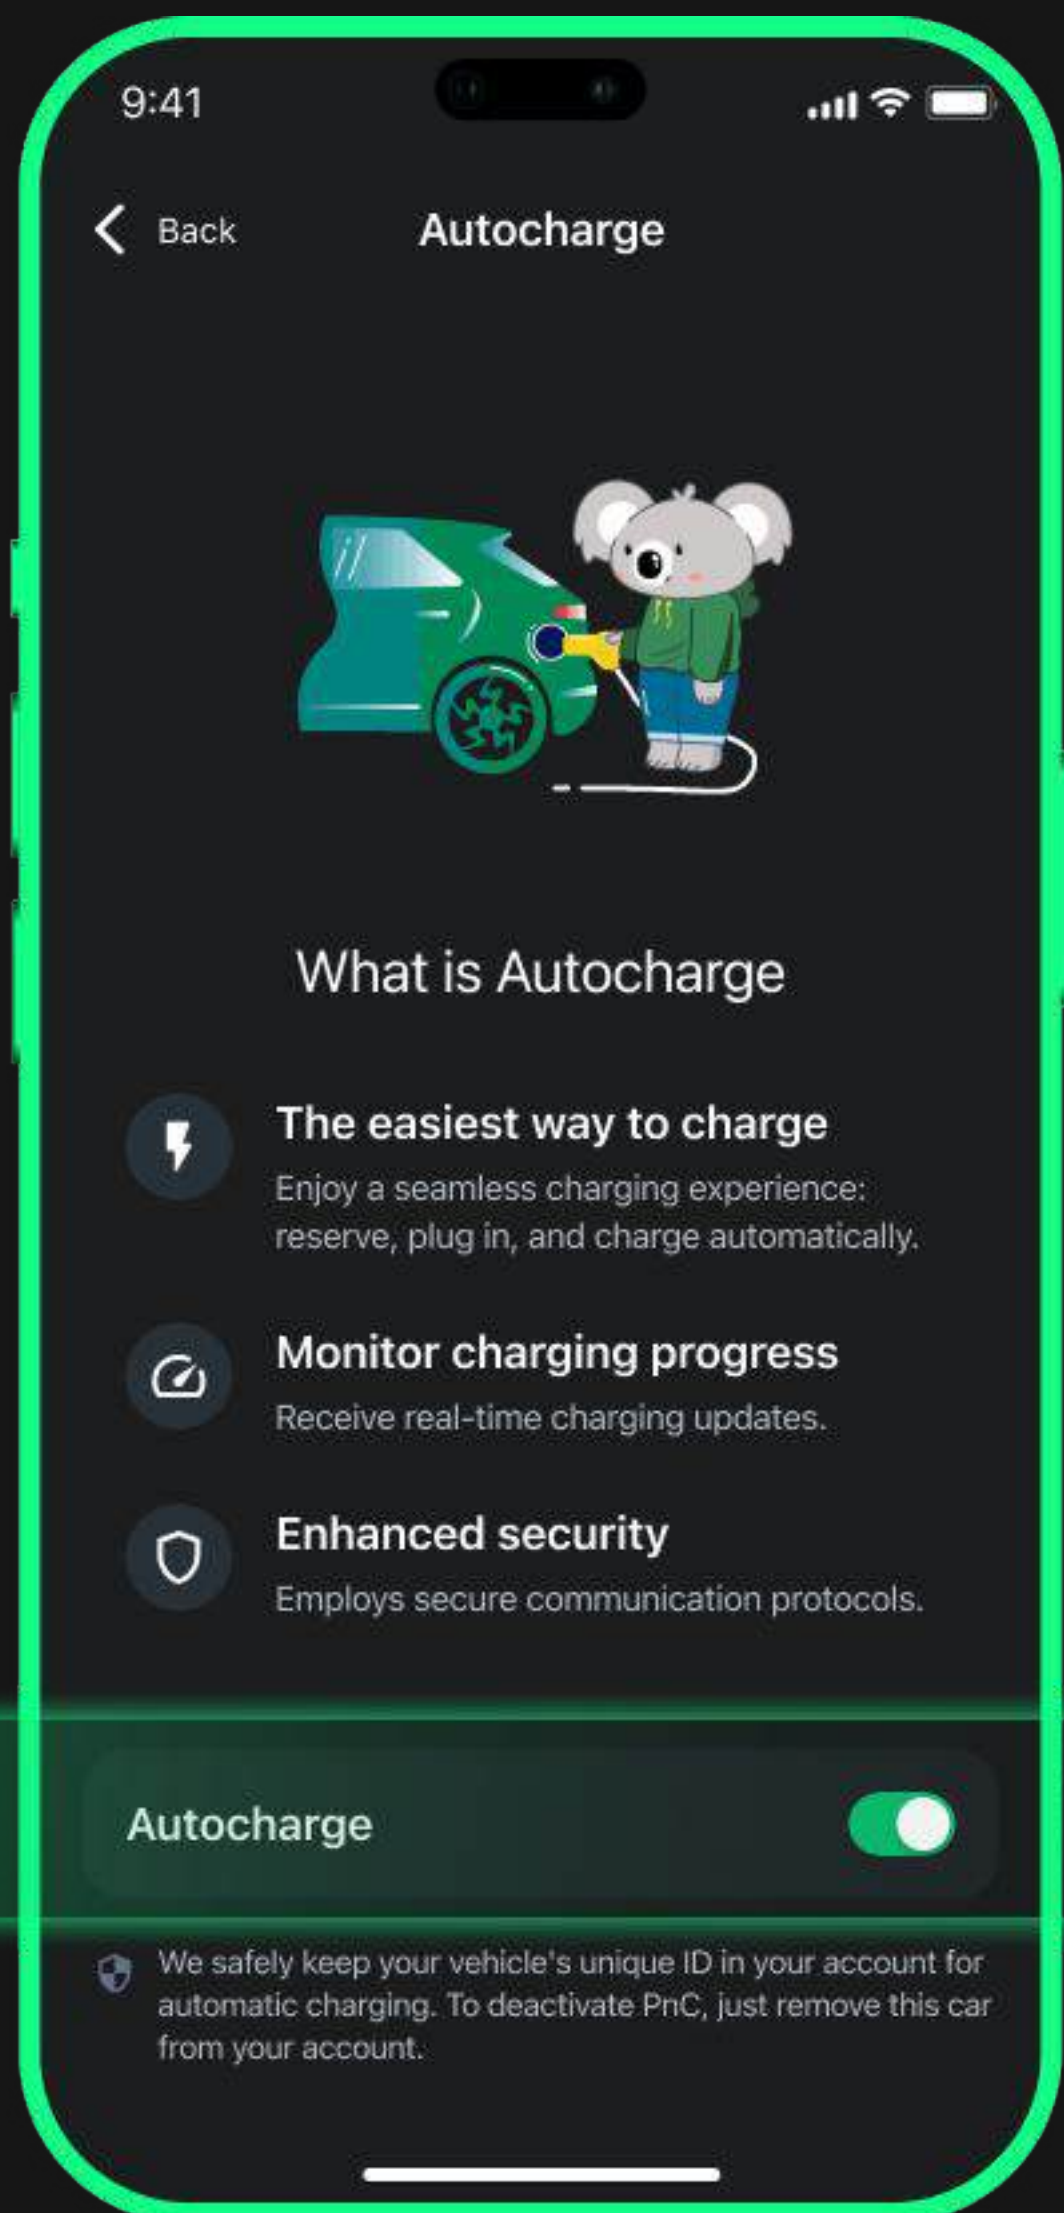 9:41
Back
Autocharge
What is Autocharge
The easiest way to charge
Enjoy a seamless charging experience:
reserve, plug in, and charge automatically.
Monitor charging progress
Receive real-time charging updates.
Enhanced security
Employs secure communication protocols.
Autocharge
We safely keep your vehicle's unique ID in your account for
automatic charging. To deactivate PnC, just remove this car
from your account.